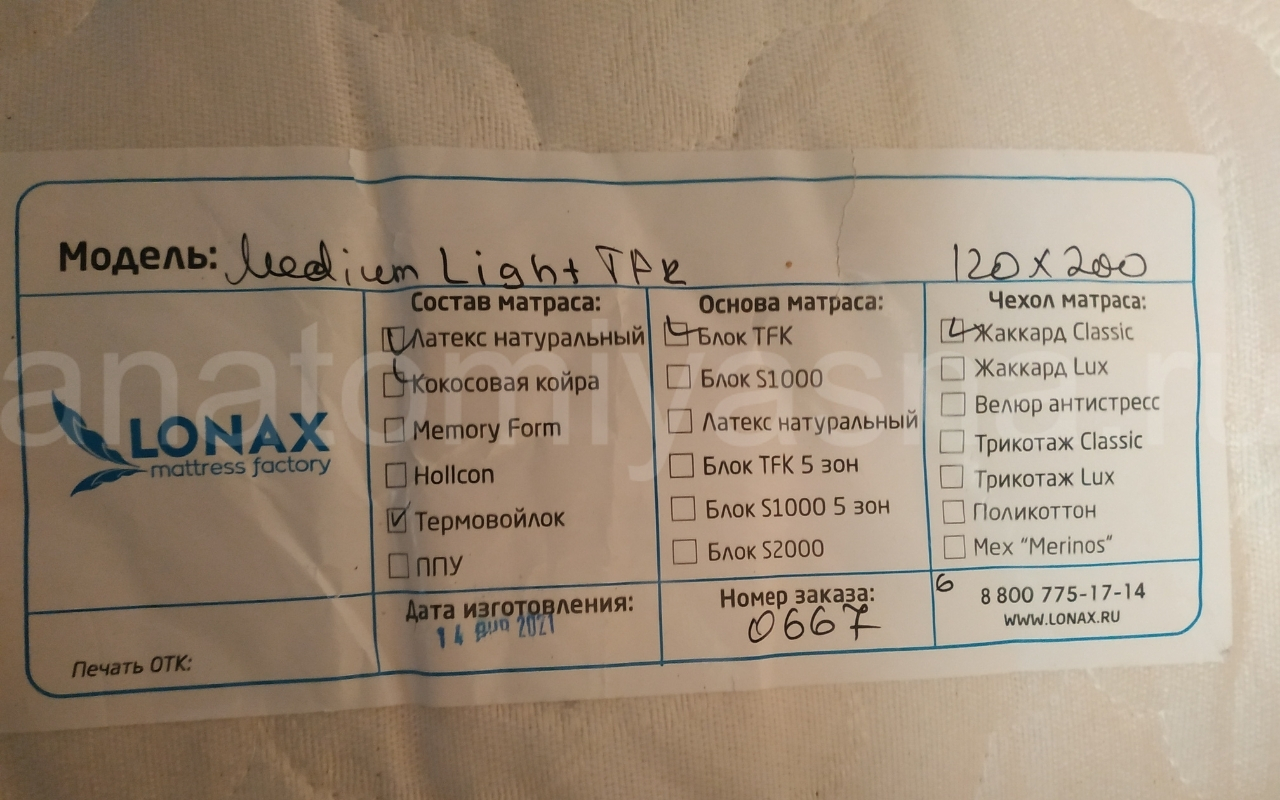 Модель: Medium Light TFK 120x200
LONAX
mattress factory
Состав матраса:
Латекс натуральный
Кокосовая койра
Memory Form
Hollcon
Термовойлок
ППУ
Основа матраса:
Блок TFK
Блок S1000
Латекс натуральный
Блок TFK 5 зон
Блок S1000 5 зон
Блок S2000
Чехол матраса:
Жаккард Classic
Жаккард Lux
Велюр антистресс
Трикотаж Classic
Трикотаж Lux
Поликоттон
Мех "Merinos"
Печать ОТК:
Дата изготовления:
14 2021
Номер заказа:
0667
6
8 800 775-17-14
WWW.LONAX.RU
anatomiyasna.ru